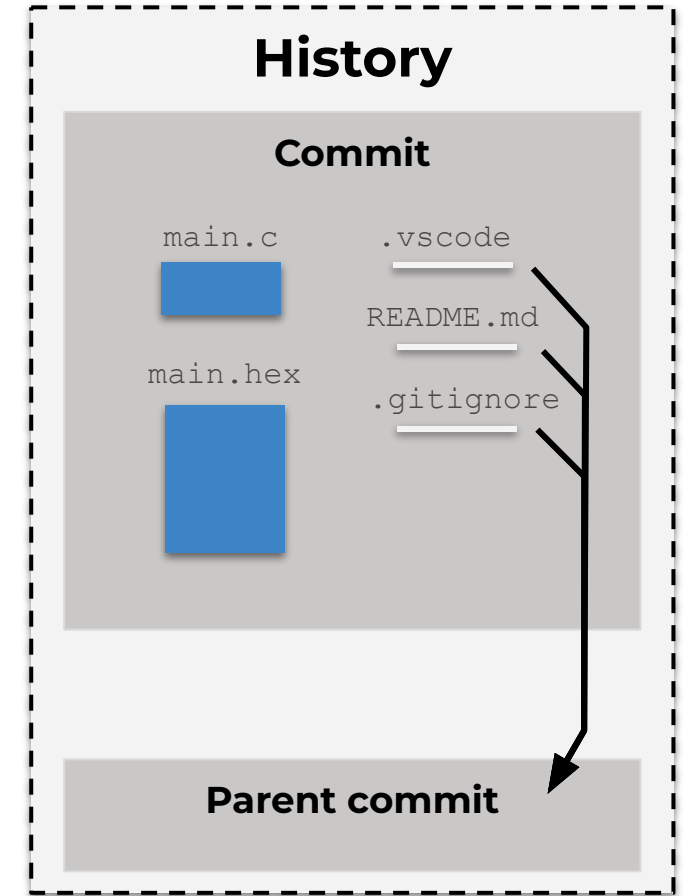 History
Commit
main.c
.vscode
README.md
main.hex
.gitignore
Parent commit